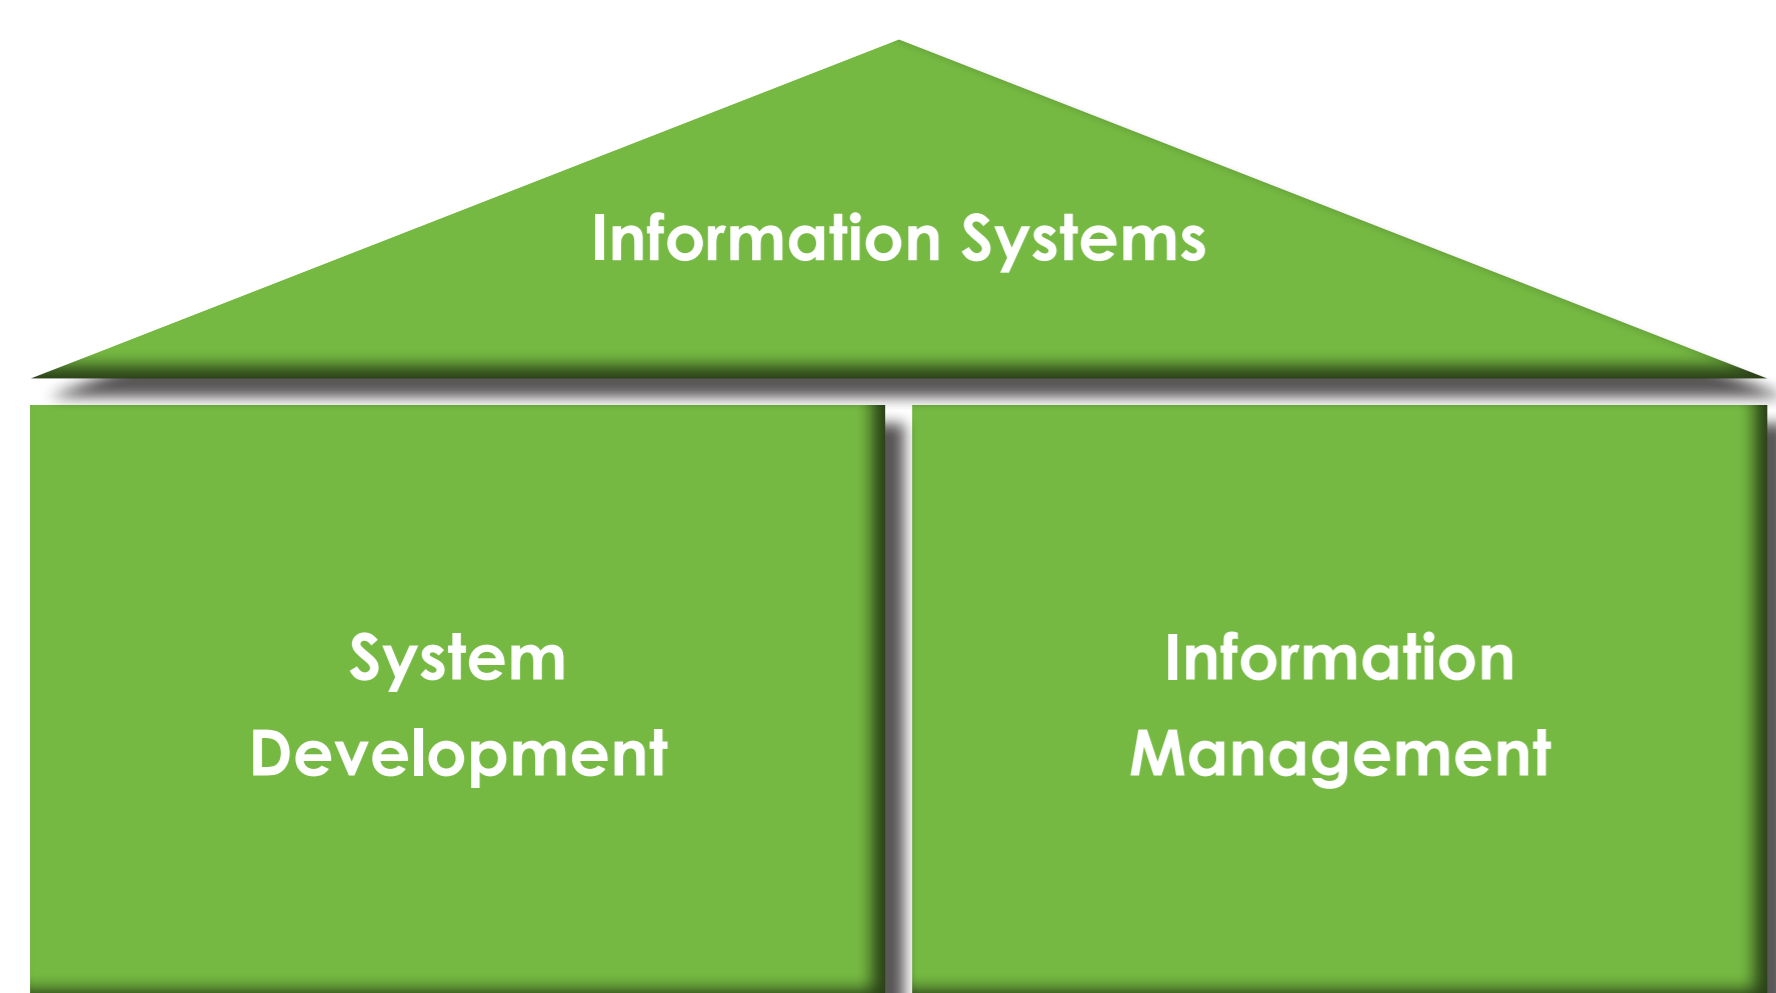 Information Systems
System
Development
Information
Management